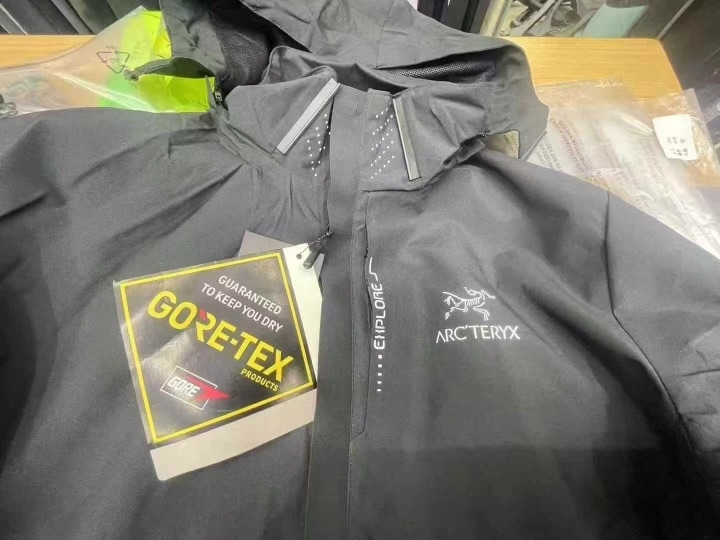 GUARANTEED
TO KEEP YOU DRY
GORE-TEX
PRODUCTS
GORE
EXPLORE
ARC'TERYX